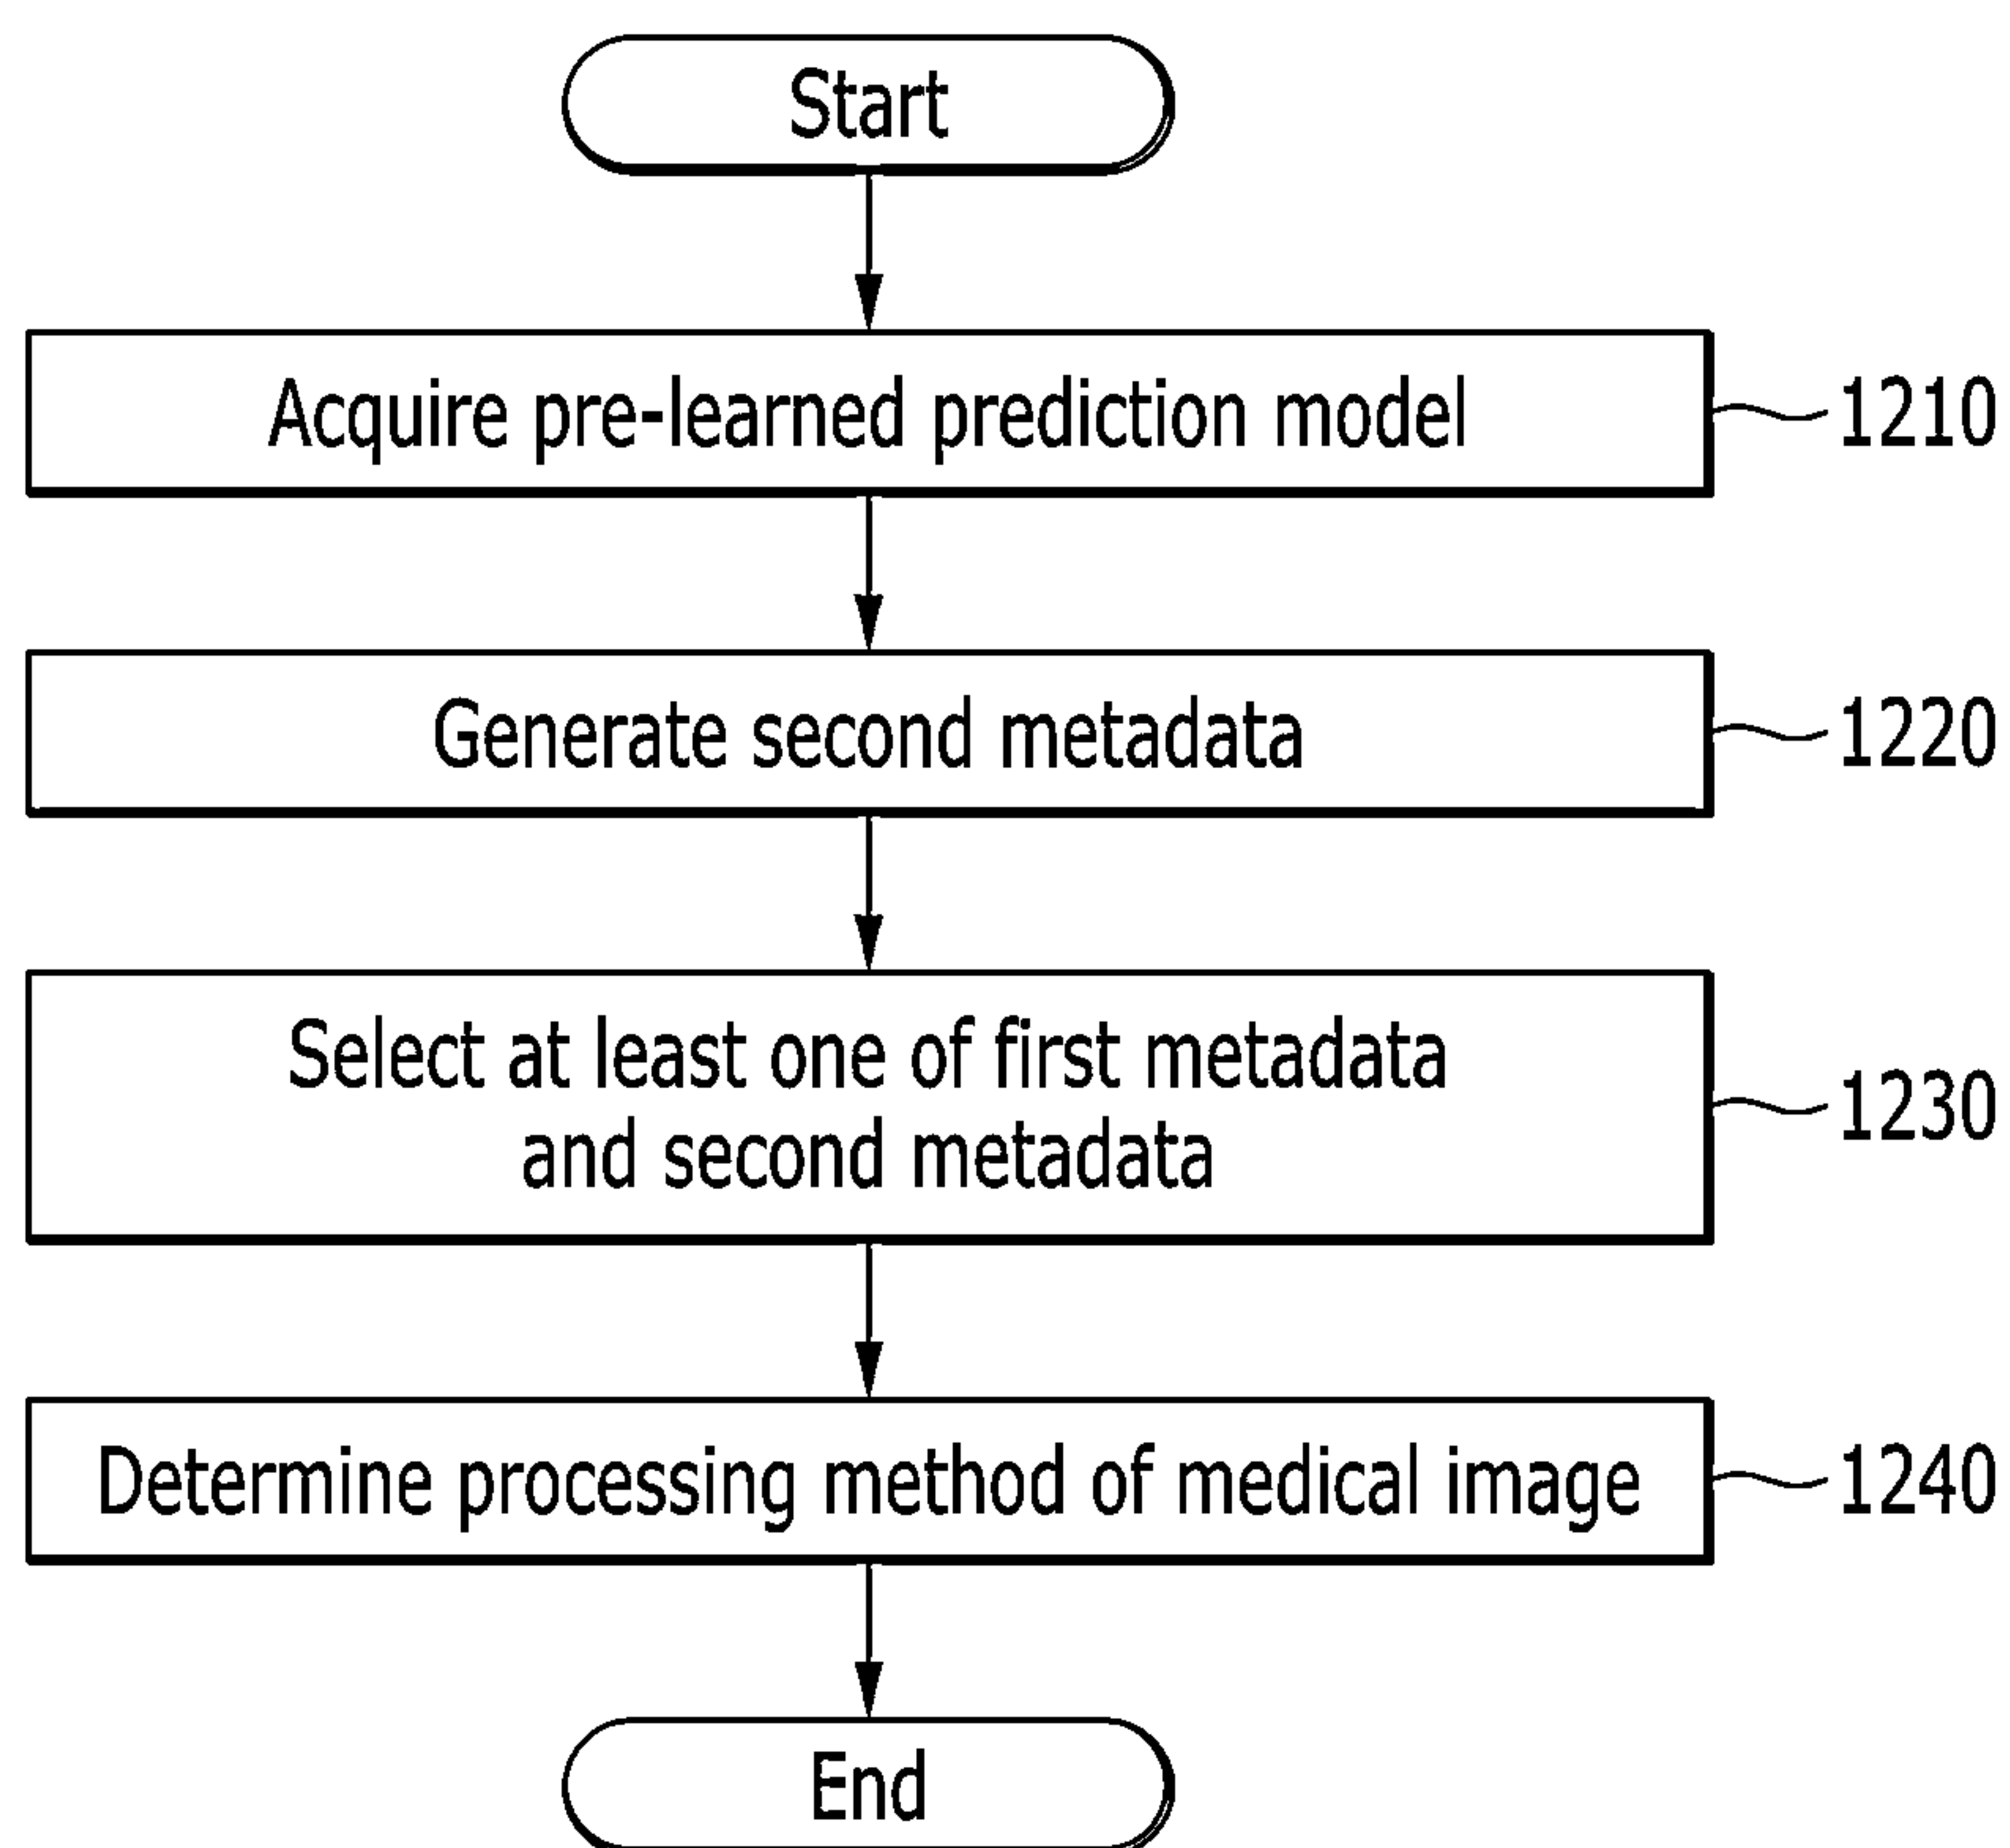 Start
Acquire pre-learned prediction model
1210
Generate second metadata
1220
Select at least one of first metadata
and second metadata
1230
Determine processing method of medical image
1240
End